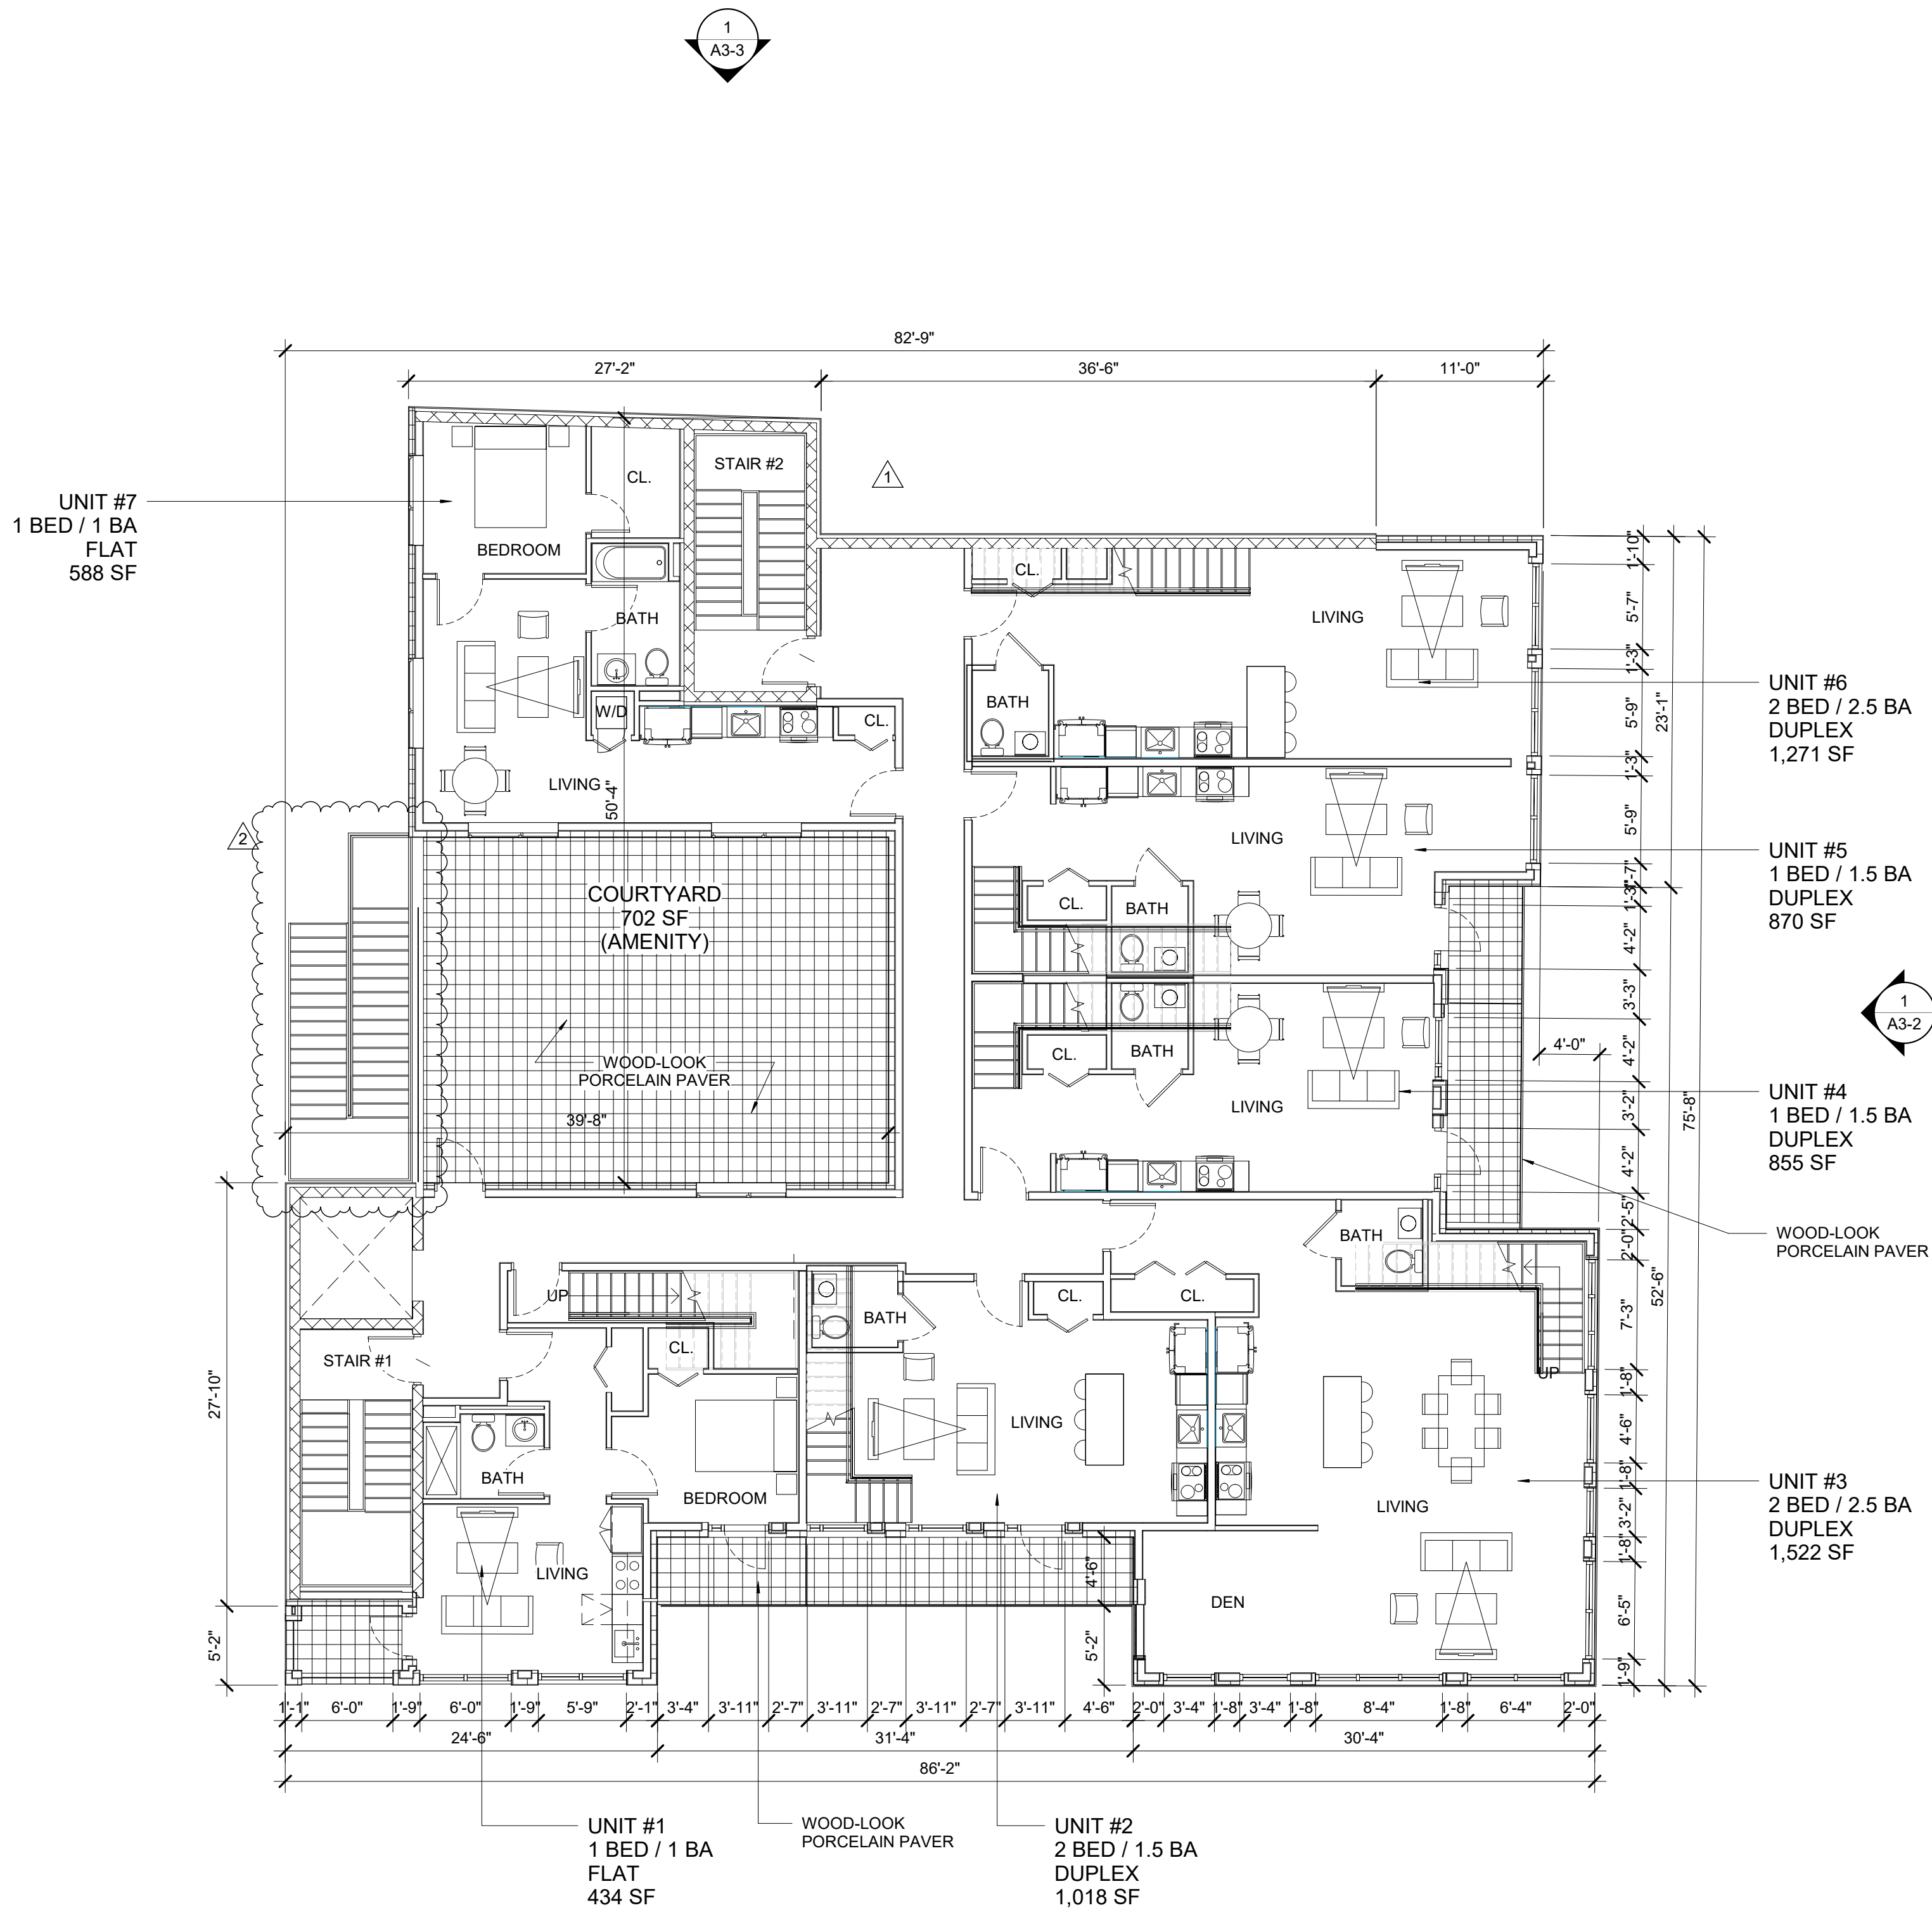 1
A3-3
82'-9"
27'-2"
36'-6"
11'-0"
UNIT #7
1 BED / 1 BA
FLAT
588 SF
STAIR #2
1
CL.
BEDROOM
BATH
W/D
CL.
LIVING
50'-4"
CL.
LIVING
BATH
1'-10"
5'-7"
1'-3"
5'-9"
1'-3"
5'-9"
23'-1"
UNIT #6
2 BED / 2.5 BA
DUPLEX
1,271 SF
2
COURTYARD
702 SF
(AMENITY)
WOOD-LOOK
PORCELAIN PAVER
39'-8"
LIVING
CL.
BATH
UNIT #5
1 BED / 1.5 BA
DUPLEX
870 SF
1'-3"
4'-2"
3'-3"
4'-2"
3'-2"
4'-2"
2'-5"
2'-0"
4'-0"
1
A3-2
CL.
BATH
LIVING
75'-8"
UNIT #4
1 BED / 1.5 BA
DUPLEX
855 SF
WOOD-LOOK
PORCELAIN PAVER
BATH
52'-6"
UP
BATH
CL.
CL.
CL.
STAIR #1
27'-10"
UP
7'-3"
1'-8"
4'-6"
1'-8"
3'-2"
1'-8"
6'-5"
1'-9"
LIVING
BATH
BEDROOM
LIVING
UNIT #3
2 BED / 2.5 BA
DUPLEX
1,522 SF
LIVING
DEN
4'-6"
5'-2"
5'-2"
1'-1"
6'-0"
1'-9"
6'-0"
1'-9"
5'-9"
2'-1"
3'-4"
3'-11"
2'-7"
3'-11"
2'-7"
3'-11"
2'-7"
3'-11"
4'-6"
2'-0"
3'-4"
1'-8"
3'-4"
1'-8"
8'-4"
1'-8"
6'-4"
2'-0"
24'-6"
31'-4"
30'-4"
86'-2"
UNIT #1
1 BED / 1 BA
FLAT
434 SF
WOOD-LOOK
PORCELAIN PAVER
UNIT #2
2 BED / 1.5 BA
DUPLEX
1,018 SF